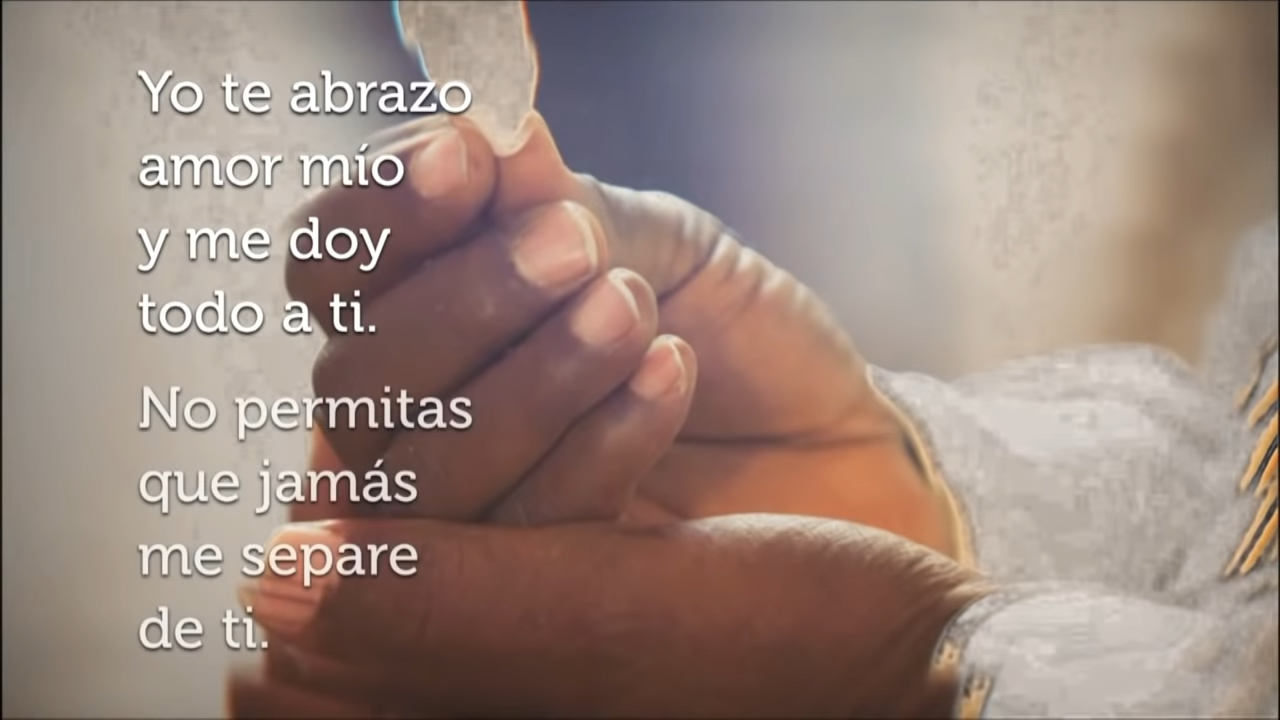 Yo te abrazo
amor mío
y me doy
todo a ti.
No permitas
que jamás
me separe
de ti.